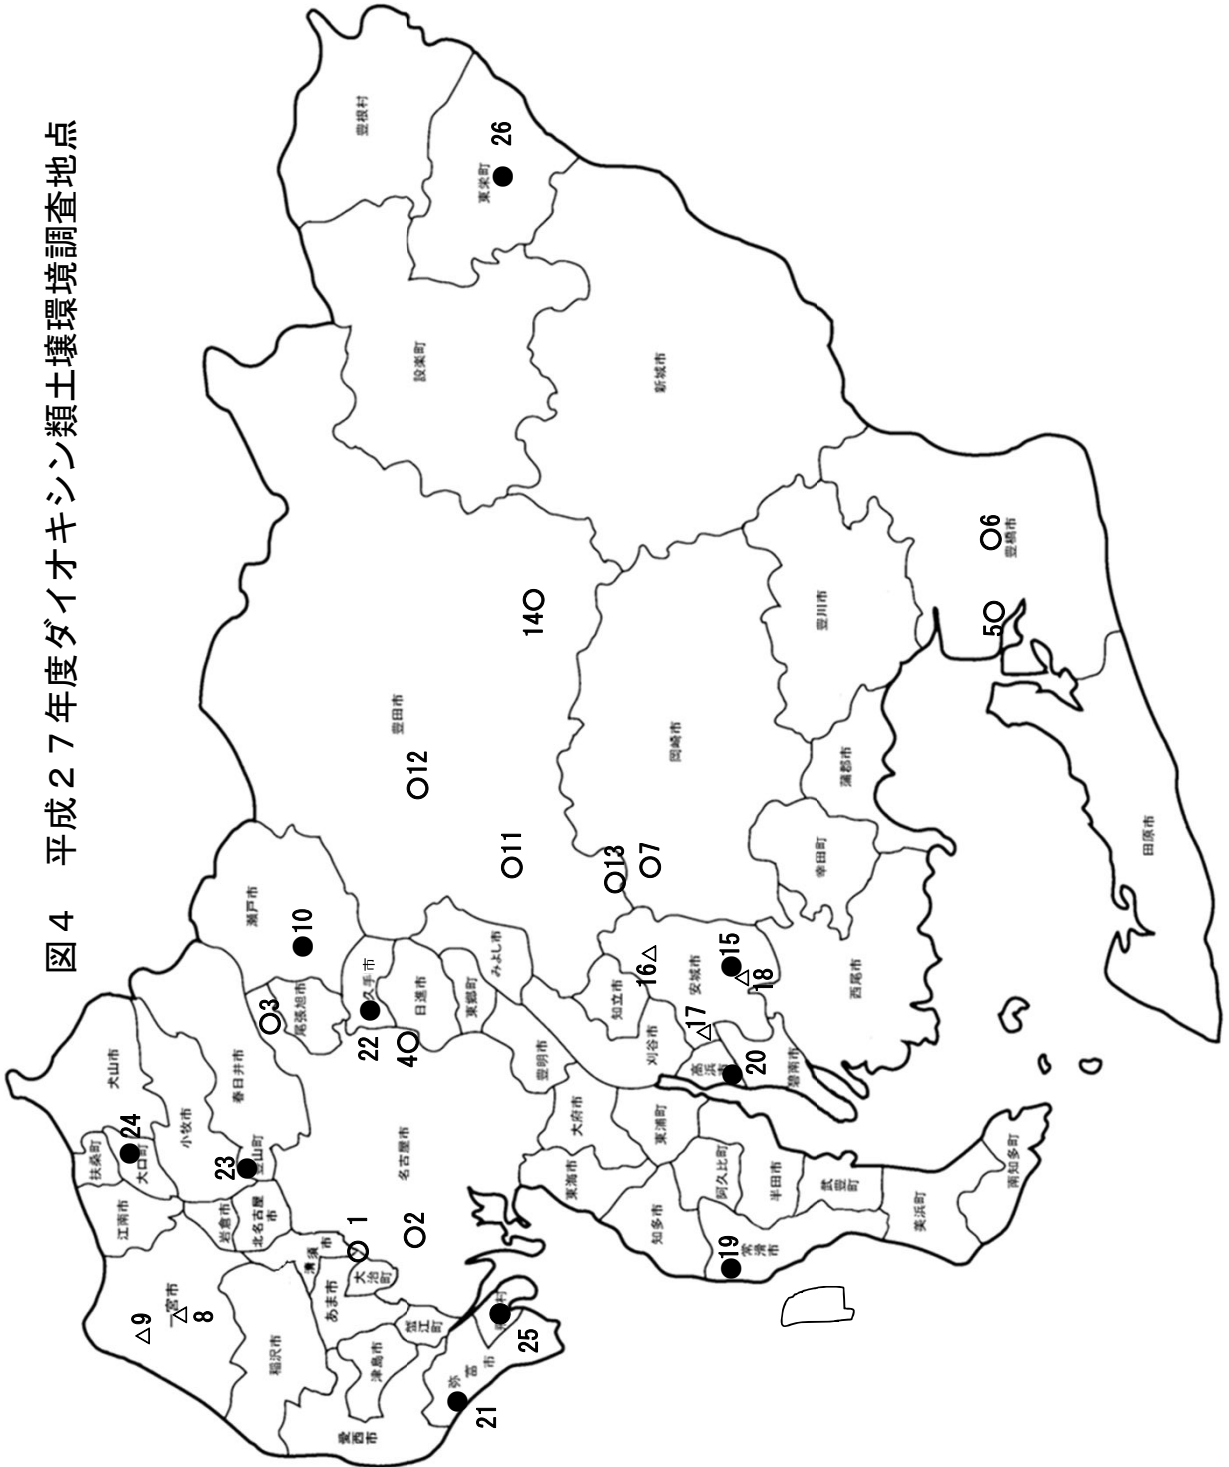 図4　平成27年度ダイオキシン類土壌環境調査地点
豊根村
東栄町
26
設楽町
新城市
豊田市
14
12
11
13
7
岡崎市
豊川市
豊橋市
6
5
蒲郡市
幸田町
田原市
西尾市
瀬戸市
10
尾張旭市
3
久手市
22
日進市
4
東郷町
みよし市
豊明市
知立市
刈谷市
安城市
16
15
18
17
高浜市
20
碧南市
犬山市
扶桑町
大口町
24
江南市
小牧市
春日井市
23
豊山町
岩倉市
北名古屋市
名古屋市
1
2
清須市
あま市
大治町
一宮市
9
8
稲沢市
津島市
愛西市
蟹江町
弥富市
21
村
25
大府市
東浦町
東海市
知多市
阿久比町
半田市
武豊町
常滑市
19
美浜町
南知多町